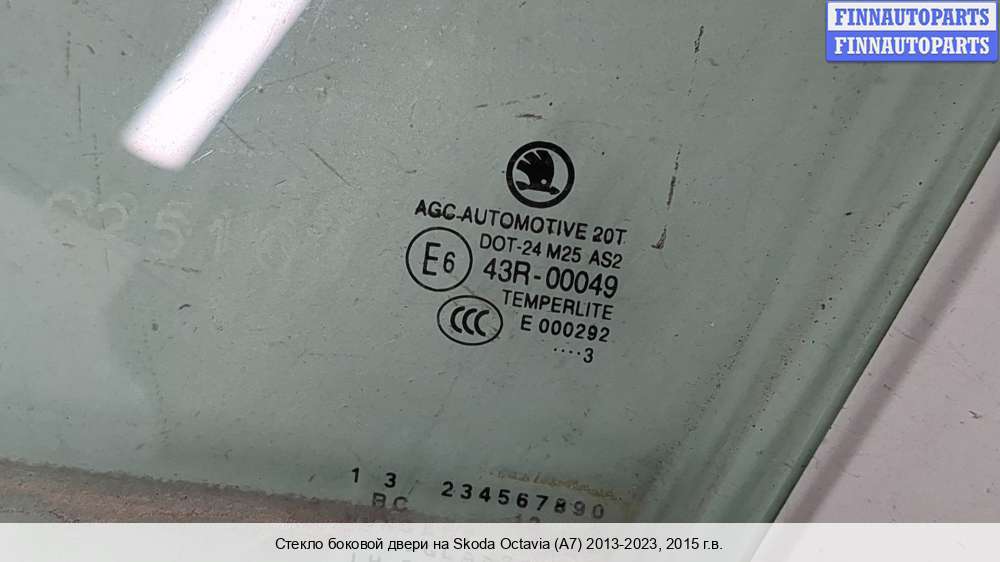 FINNAUTOPARTS
FINNAUTOPARTS
AGC-AUTOMOTIVE 20T
DOT-24 M25 AS2
E6 43R-00049
TEMPERLITE
CCC E 000292
....3
1 3 234567890
BC
Стекло боковой двери на Skoda Octavia (A7) 2013-2023, 2015 г.в.